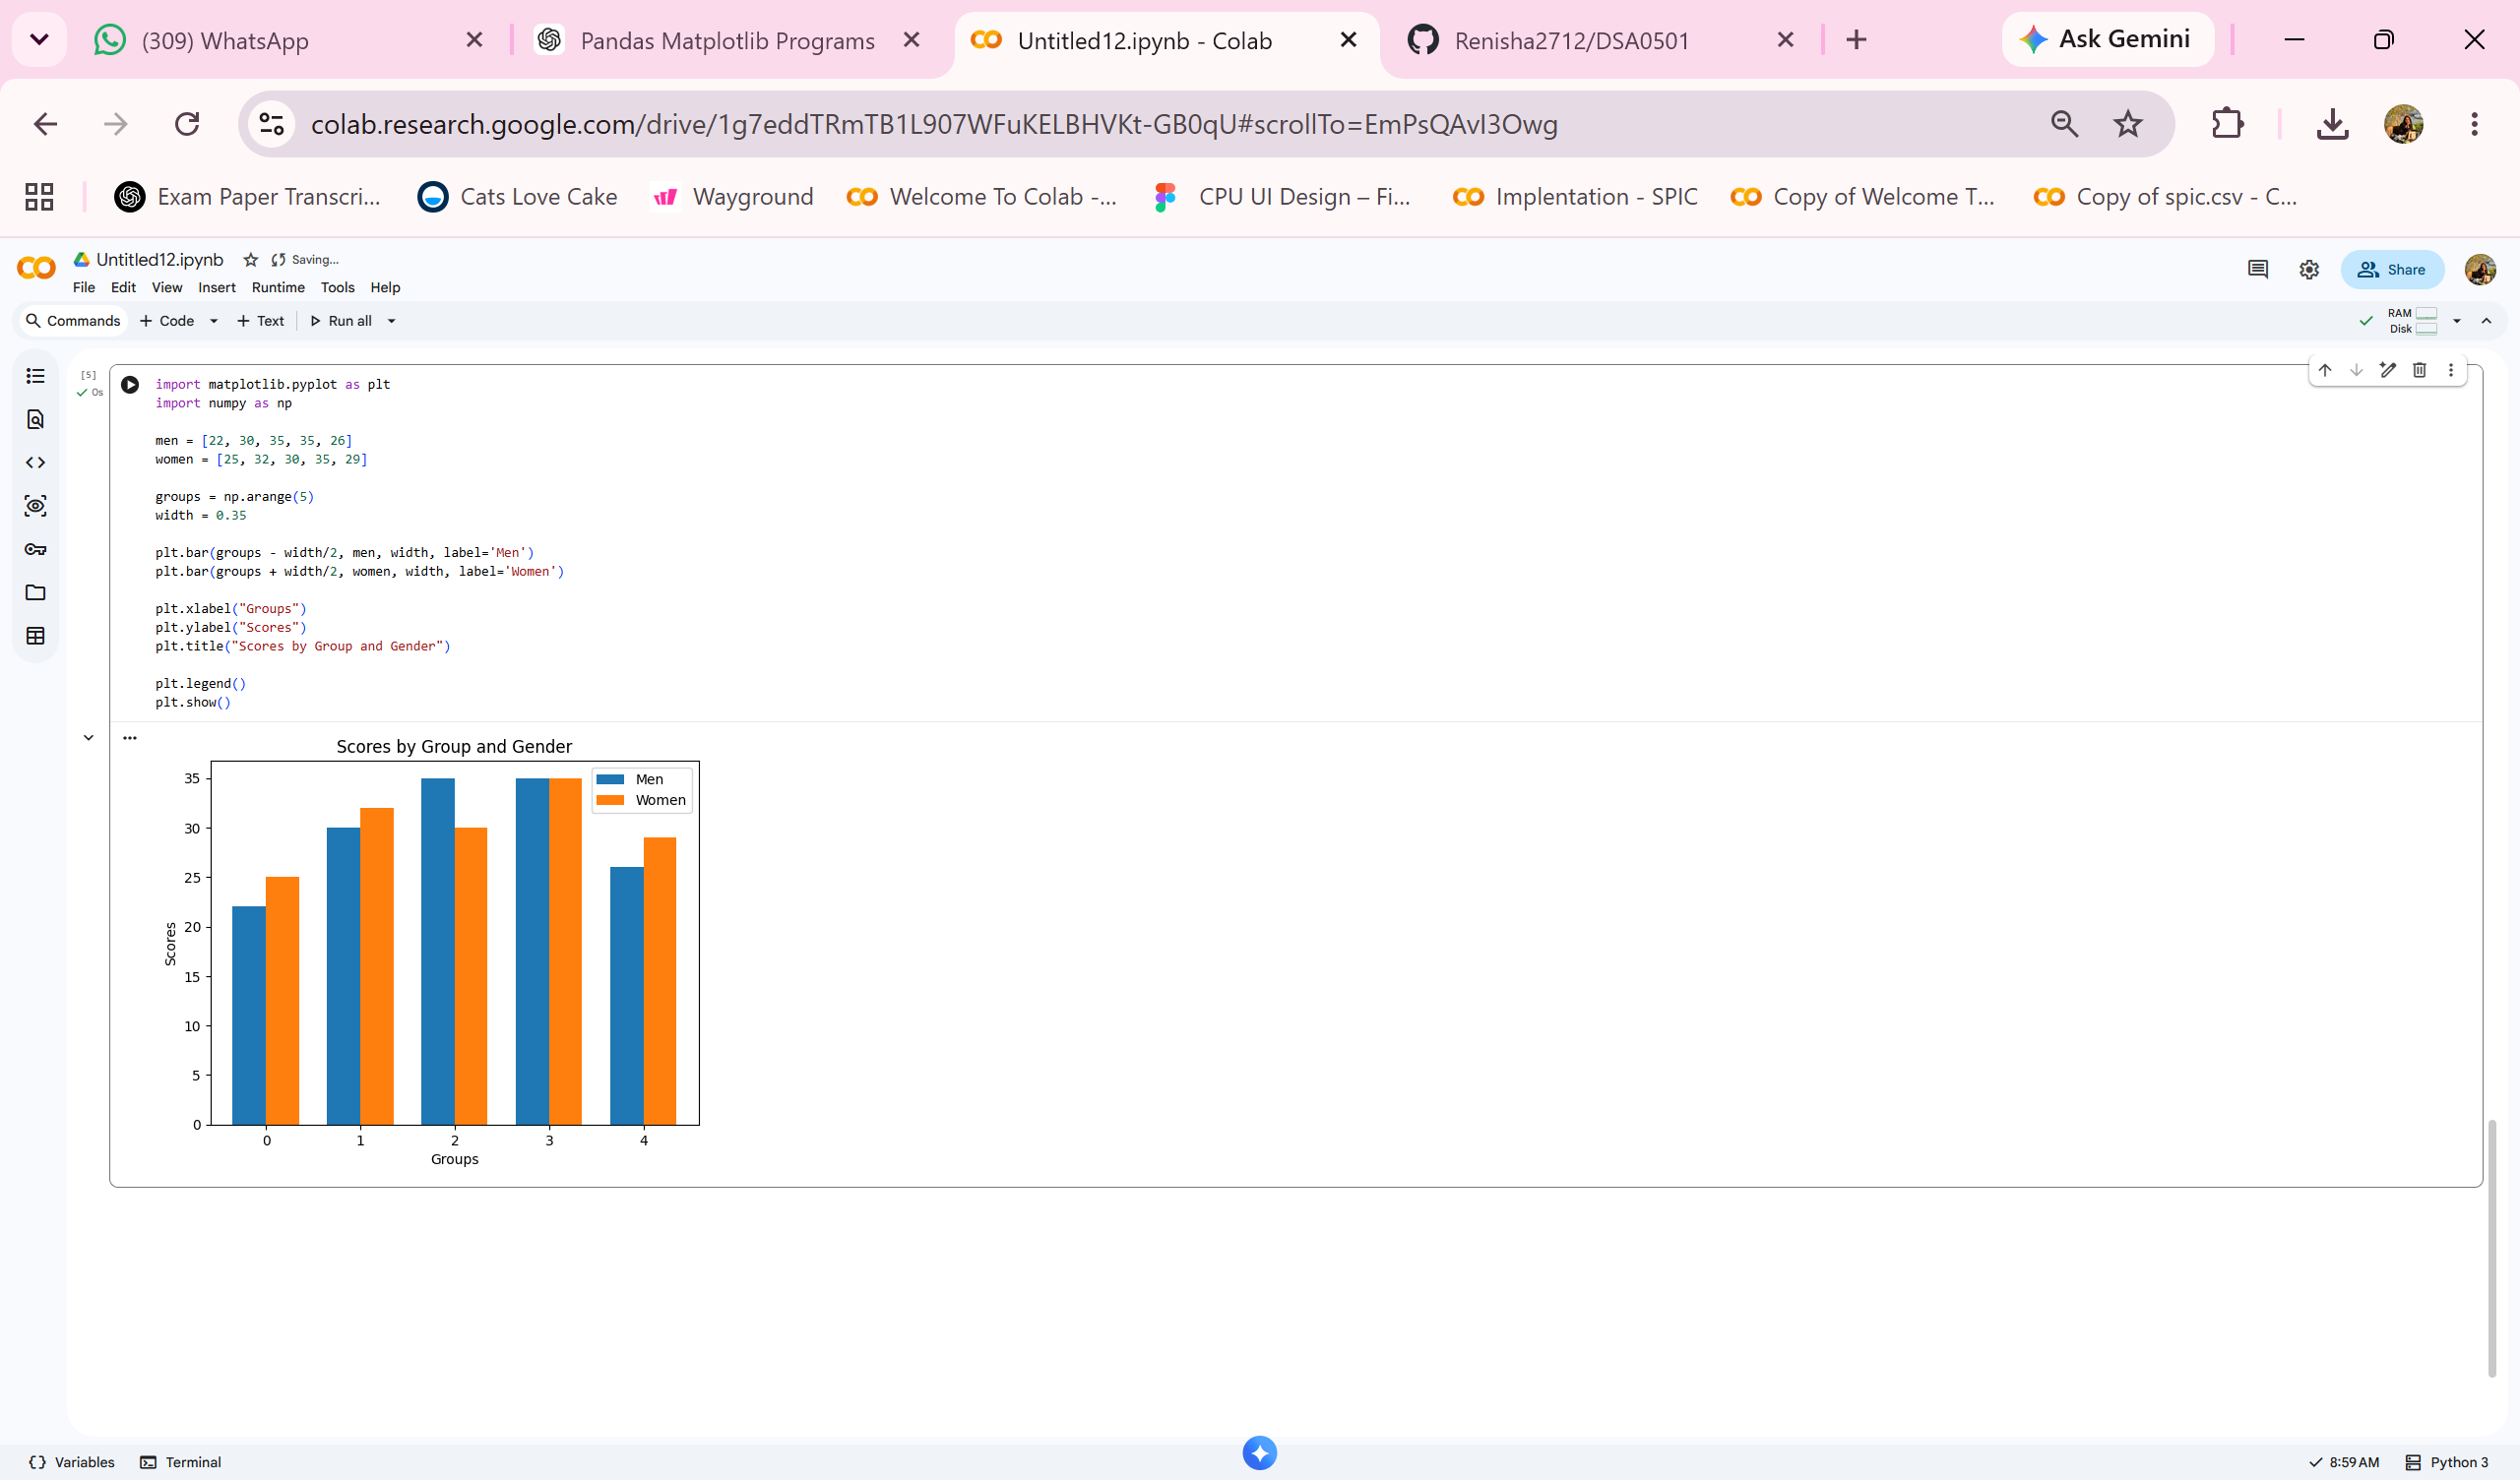 (309) WhatsApp
Pandas Matplotlib Programs
Untitled12.ipynb - Colab
Renisha2712/DSA0501
Ask Gemini
colab.research.google.com/drive/1g7eddTRmTB1L907WFuKELBHVKt-GB0qU#scrollTo=EmPsQAvI3Owg
Exam Paper Transcri...
Cats Love Cake
Wayground
Welcome To Colab -...
CPU UI Design – Fi...
Implentation - SPIC
Copy of Welcome T...
Copy of spic.csv - C...
Untitled12.ipynb
Saving...
File Edit View Insert Runtime Tools Help
Share
Commands + Code + Text Run all
RAM
Disk
[5]
0s
import matplotlib.pyplot as plt
import numpy as np
men = [22, 30, 35, 35, 26]
women = [25, 32, 30, 35, 29]
groups = np.arange(5)
width = 0.35
plt.bar(groups - width/2, men, width, label='Men')
plt.bar(groups + width/2, women, width, label='Women')
plt.xlabel("Groups")
plt.ylabel("Scores")
plt.title("Scores by Group and Gender")
plt.legend()
plt.show()
Scores by Group and Gender
Men
Women
35
30
25
20
15
10
5
0
Scores
0 1 2 3 4
Groups
Variables
Terminal
8:59 AM
Python 3